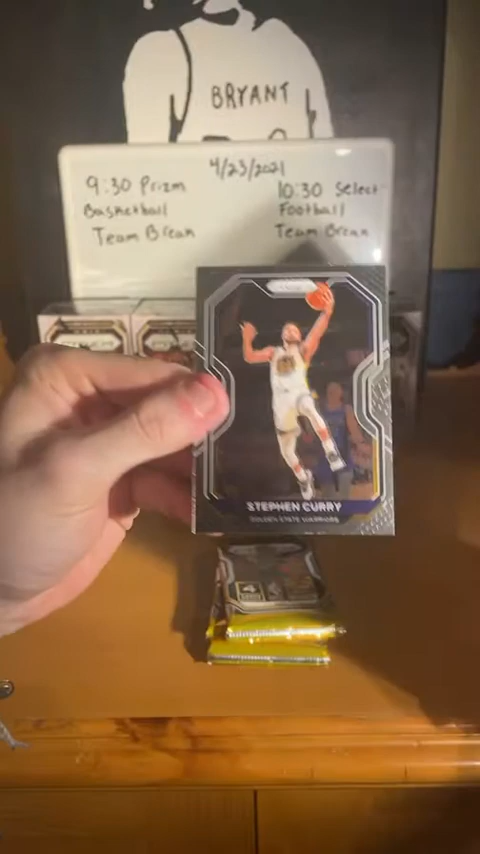 BRYANT
4/23/2021
9:30 Prizm
Basketball
Team Break
10:30 Select
Football
Team Break
STEPHEN CURRY
GOLDEN STATE WARRIORS
4